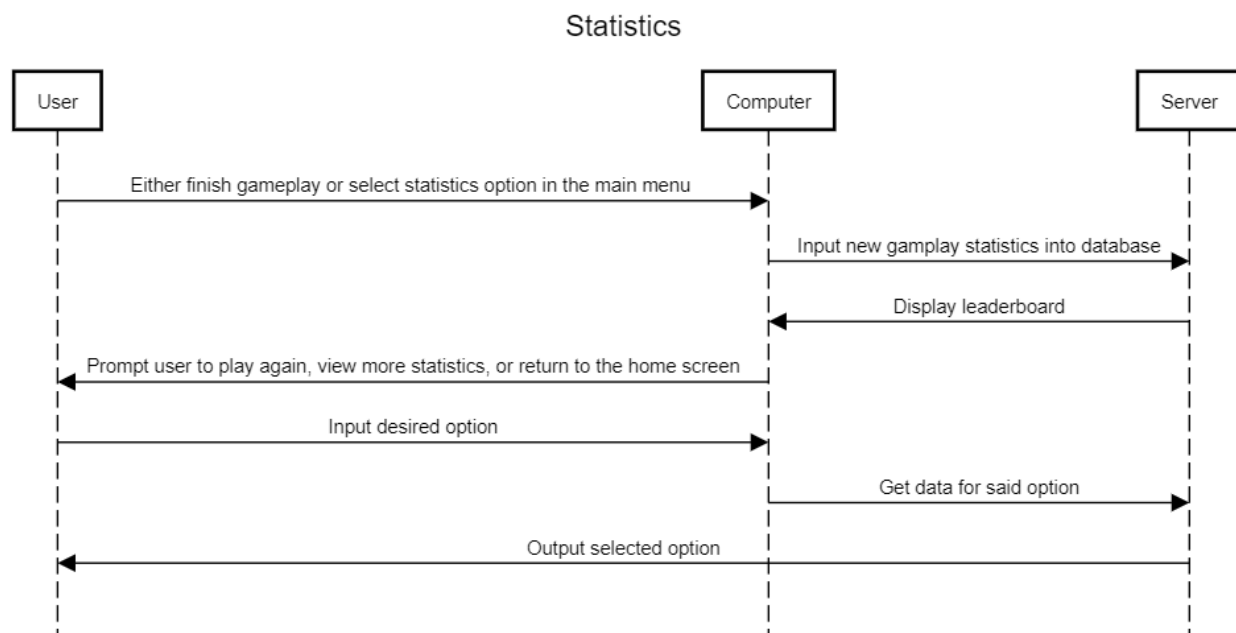 Statistics
User
Computer
Server
Either finish gameplay or select statistics option in the main menu
Input new gamplay statistics into database
Display leaderboard
Prompt user to play again, view more statistics, or return to the home screen
Input desired option
Get data for said option
Output selected option